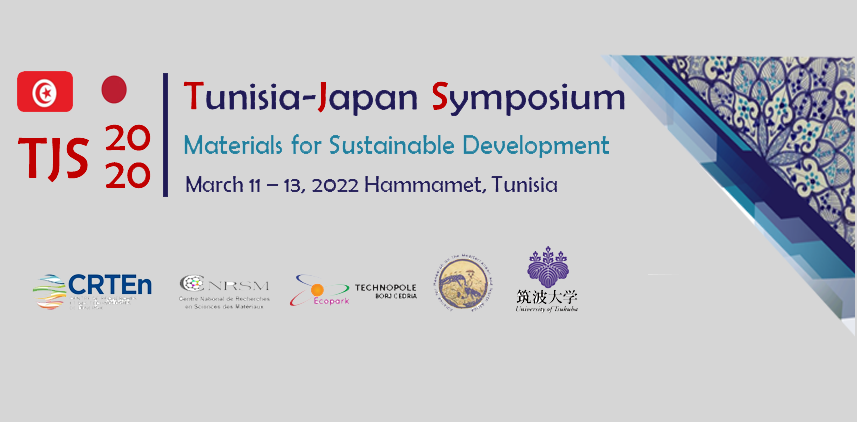 TJS
20
20
Tunisia-Japan Symposium
Materials for Sustainable Development
March 11 – 13, 2022 Hammamet, Tunisia
CRTEn
CNRSM
Centre National de Recherches
en Sciences des Matériaux
Ecopark
TECHNOPOLE
BORJ CEDRIA
筑波大学
University of Tsukuba